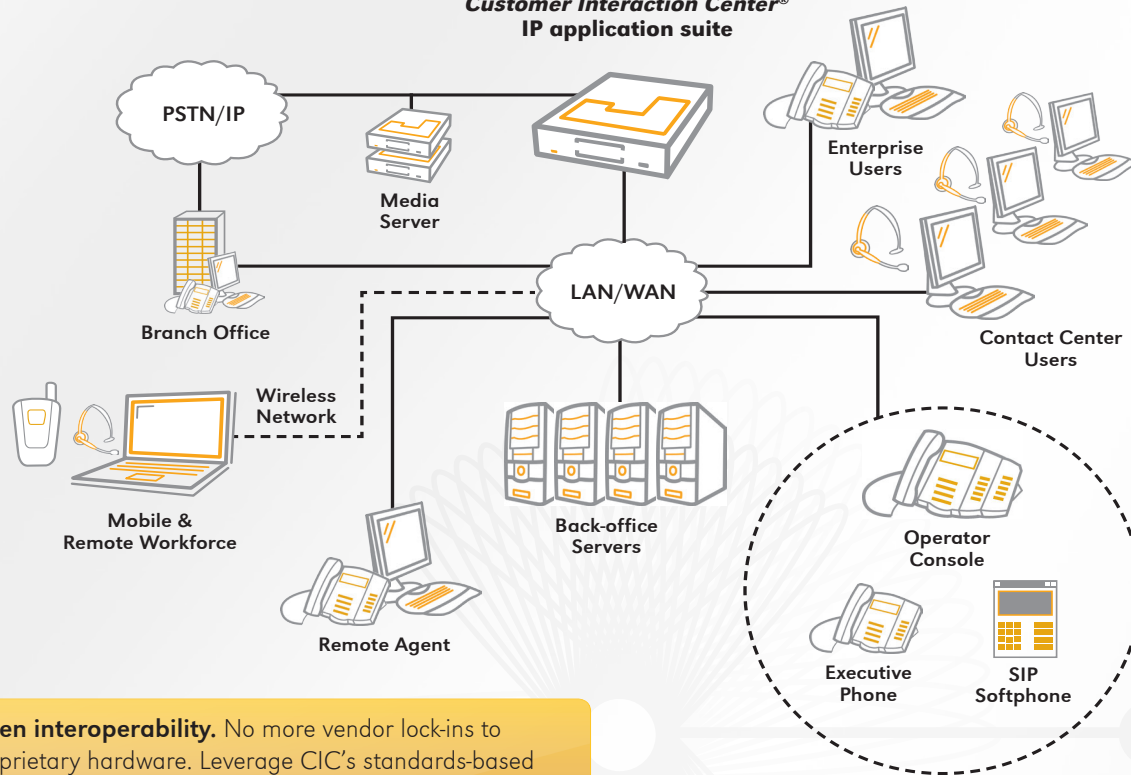 Customer Interaction Center®
IP application suite
PSTN/IP
Media
Server
Enterprise
Users
Branch Office
LAN/WAN
Contact Center
Users
Wireless
Network
Mobile &
Remote Workforce
Back-office
Servers
Operator
Console
Remote Agent
Executive
Phone
SIP
Softphone
en interoperability. No more vendor lock-ins to
prietary hardware. Leverage CIC’s standards-based